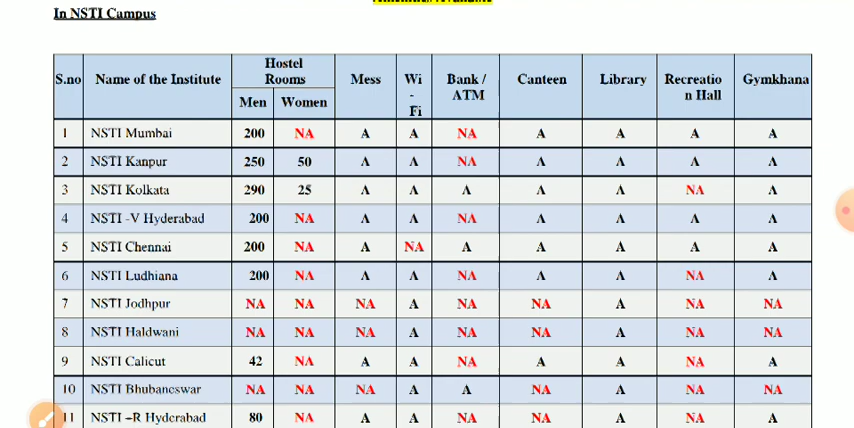 In NSTI Campus
S.no Name of the Institute Hostel Rooms Mess Wi - Fi Bank / ATM Canteen Library Recreatio n Hall Gymkhana
Men Women
1 NSTI Mumbai 200 NA A A NA A A A A
2 NSTI Kanpur 250 50 A A NA A A A A
3 NSTI Kolkata 290 25 A A A A A NA A
4 NSTI -V Hyderabad 200 NA A A NA A A A A
5 NSTI Chennai 200 NA A NA A A A A A
6 NSTI Ludhiana 200 NA A A NA A A NA A
7 NSTI Jodhpur NA NA NA A NA NA A NA NA
8 NSTI Haldwani NA NA NA A NA NA A NA NA
9 NSTI Calicut 42 NA A A NA A A NA A
10 NSTI Bhubaneswar NA NA NA A A NA A NA NA
11 NSTI -R Hyderabad 80 NA A A NA NA A NA A